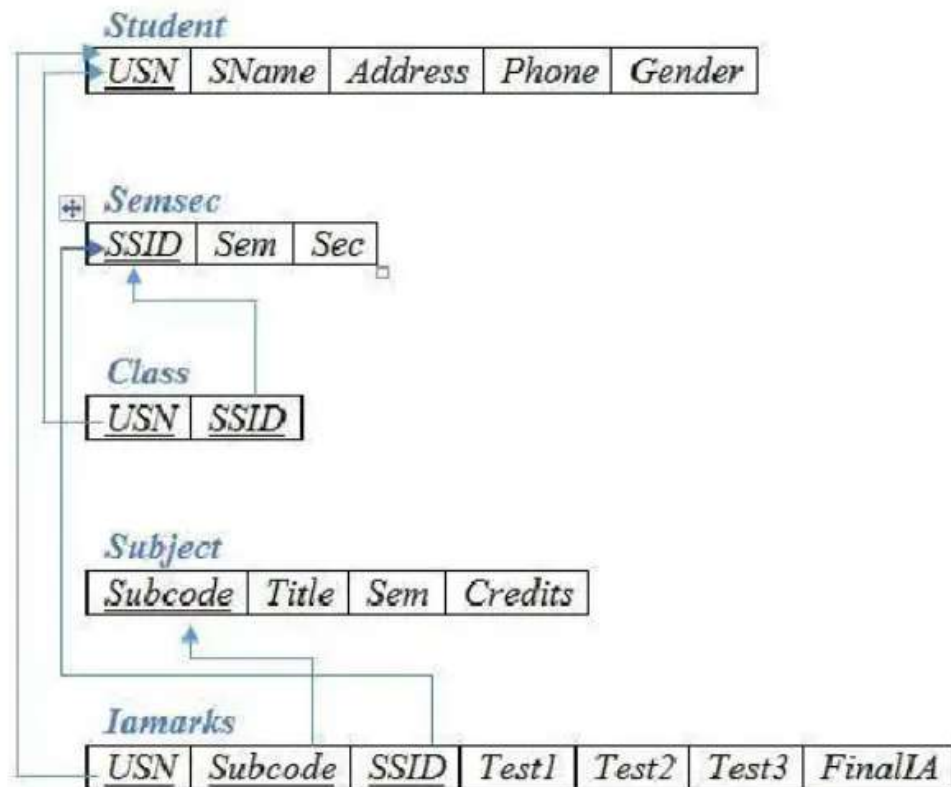 Student
USN SName Address Phone Gender
Semsec
SSID Sem Sec
Class
USN SSID
Subject
Subcode Title Sem Credits
Iamarks
USN Subcode SSID Test1 Test2 Test3 FinalIA